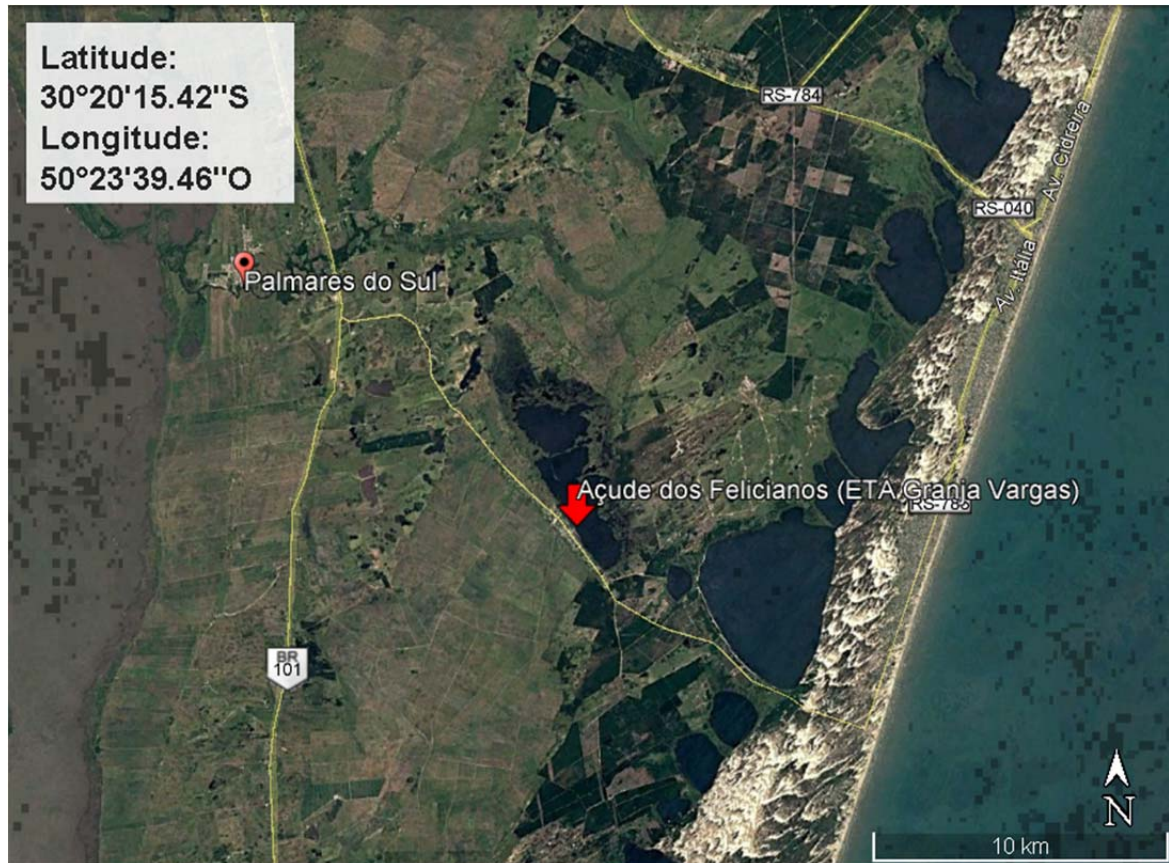 Latitude:
30°20'15.42''S
Longitude:
50°23'39.46''O
RS-784
Av. Cidreira
RS-040
Av. Itália
Palmares do Sul
Açude dos Felicianos (ETA Granja Vargas)
RS-786
BR
101
N
10 km